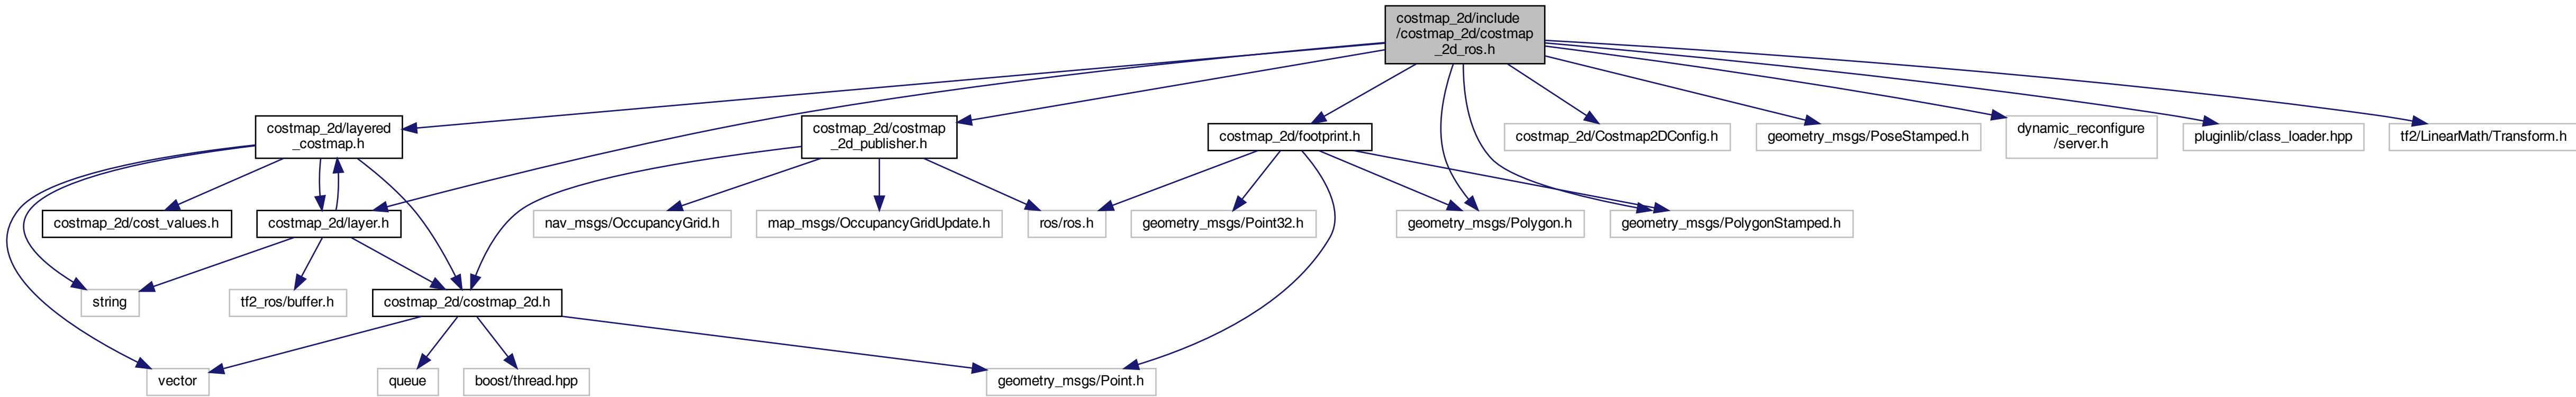 costmap_2d/include
/costmap_2d/costmap
_2d_ros.h
costmap_2d/layered
_costmap.h
costmap_2d/costmap
_2d_publisher.h
costmap_2d/footprint.h
costmap_2d/Costmap2DConfig.h
geometry_msgs/PoseStamped.h
dynamic_reconfigure
/server.h
pluginlib/class_loader.hpp
tf2/LinearMath/Transform.h
costmap_2d/cost_values.h
costmap_2d/layer.h
nav_msgs/OccupancyGrid.h
map_msgs/OccupancyGridUpdate.h
ros/ros.h
geometry_msgs/Point32.h
geometry_msgs/Polygon.h
geometry_msgs/PolygonStamped.h
string
tf2_ros/buffer.h
costmap_2d/costmap_2d.h
vector
queue
boost/thread.hpp
geometry_msgs/Point.h